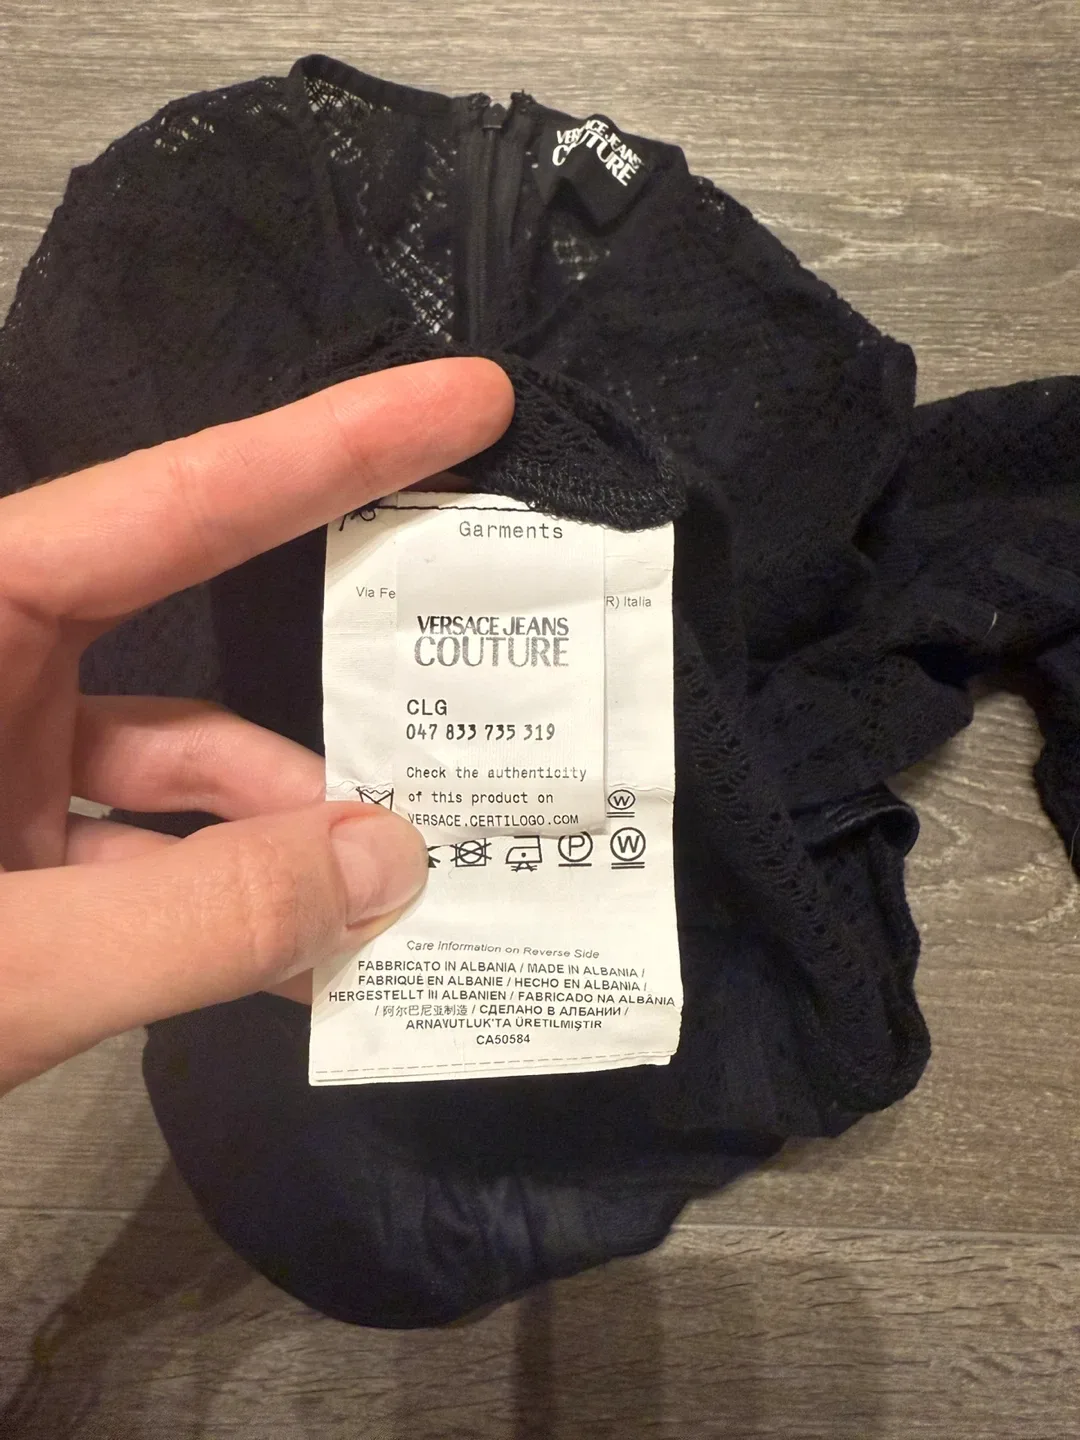 VERSACE JEANS
COUTURE
Garments
Via Fe
R) Italia
VERSACE JEANS
COUTURE
CLG
047 833 735 319
Check the authenticity
of this product on
VERSACE.CERTILOGO.COM
W
P W
Care Information on Reverse Side
FABBRICATO IN ALBANIA / MADE IN ALBANIA /
FABRIQUÉ EN ALBANIE / HECHO EN ALBANIA /
HERGESTELLT IN ALBANIEN / FABRICADO NA ALBÂNIA
/ 阿尔巴尼亚制造 / СДЕЛАНО В АЛБАНИИ /
ARNAVUTLUK'TA ÜRETILMIŞTIR
CA50584